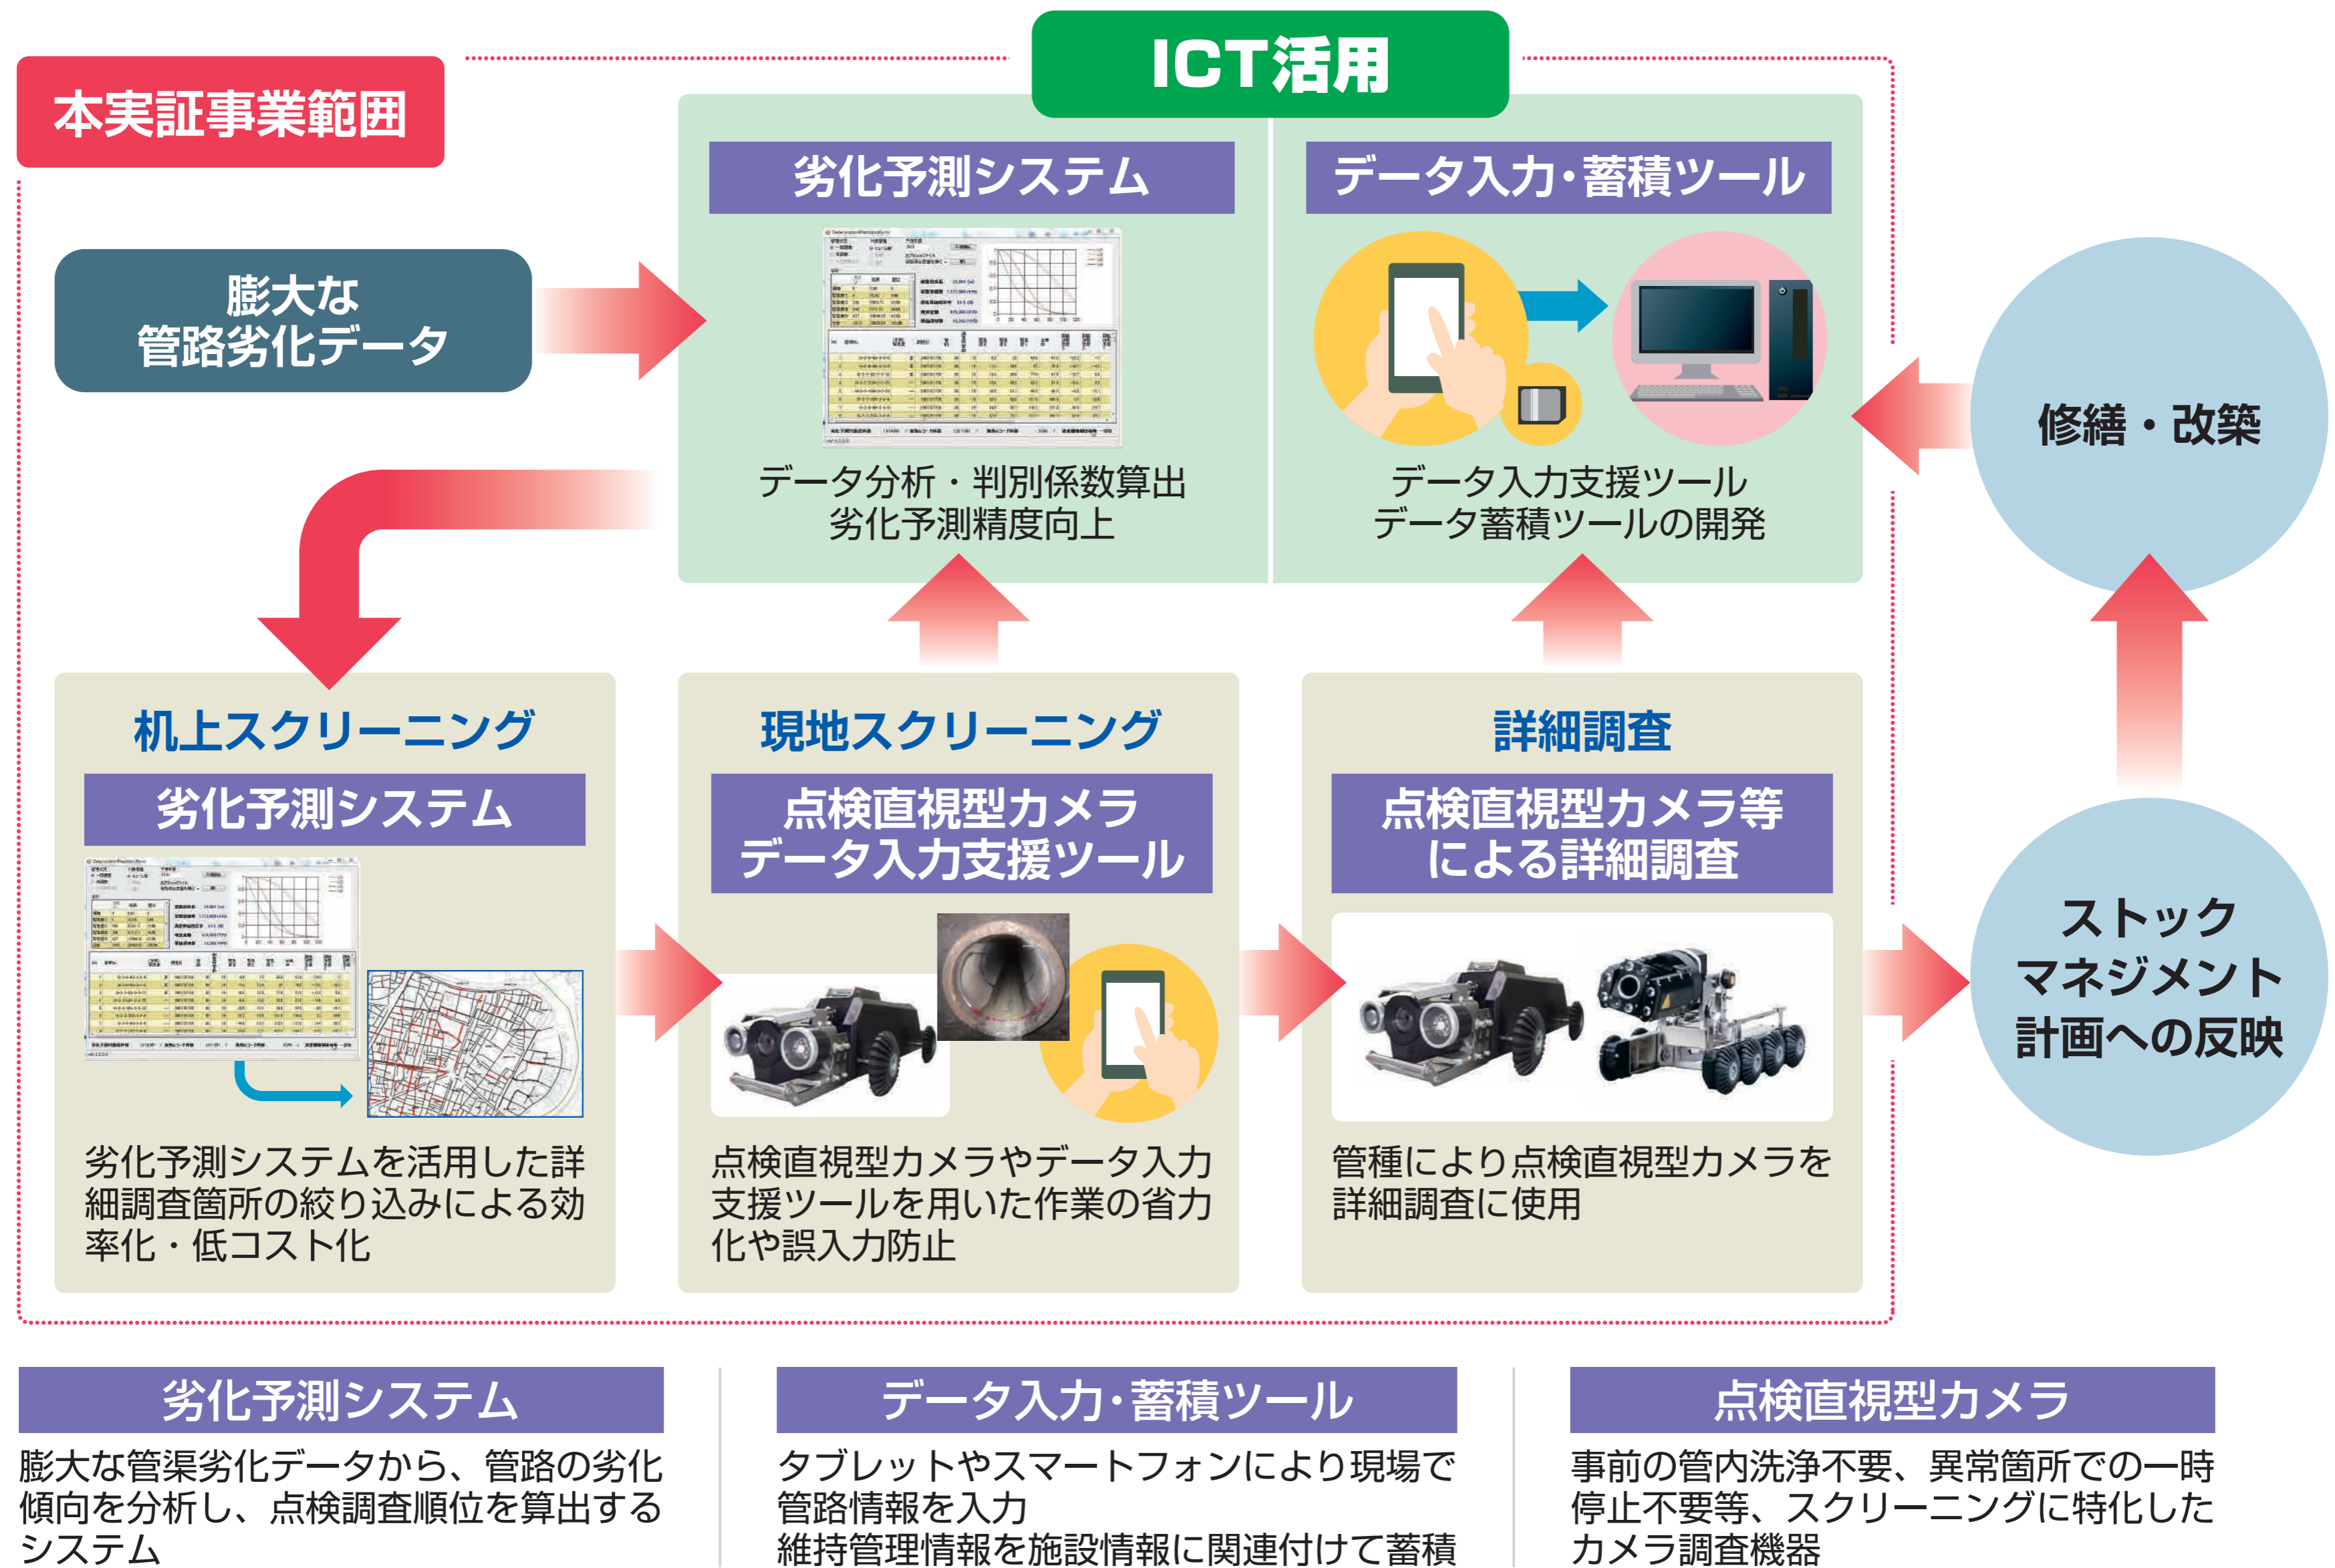 ICT活用
本実証事業範囲
劣化予測システム
データ入力・蓄積ツール
膨大な
管路劣化データ
データ分析・判別係数算出
劣化予測精度向上
データ入力支援ツール
データ蓄積ツールの開発
修繕・改築
机上スクリーニング
劣化予測システム
劣化予測システムを活用した詳
細調査箇所の絞り込みによる効
率化・低コスト化
現地スクリーニング
点検直視型カメラ
データ入力支援ツール
点検直視型カメラやデータ入力
支援ツールを用いた作業の省力
化や誤入力防止
詳細調査
点検直視型カメラ等
による詳細調査
管種により点検直視型カメラを
詳細調査に使用
ストック
マネジメント
計画への反映
劣化予測システム
膨大な管渠劣化データから、管路の劣化
傾向を分析し、点検調査順位を算出する
システム
データ入力・蓄積ツール
タブレットやスマートフォンにより現場で
管路情報を入力
維持管理情報を施設情報に関連付けて蓄積
点検直視型カメラ
事前の管内洗浄不要、異常箇所での一時
停止不要等、スクリーニングに特化した
カメラ調査機器